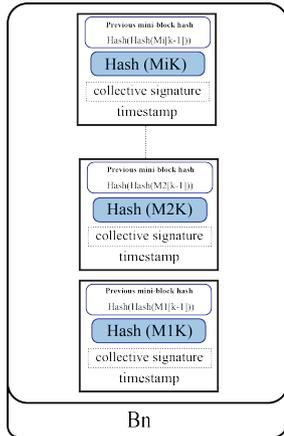 Previous mini-block hash
Hash(Hash(Mi[k-1]))
Hash (MiK)
collective signature
timestamp
Previous mini block hash
Hash(Hash(M2[k-1]))
Hash (M2K)
collective signature
timestamp
Previous mini-block hash
Hash(Hash(M1[k-1]))
Hash (M1K)
collective signature
timestamp
Bn